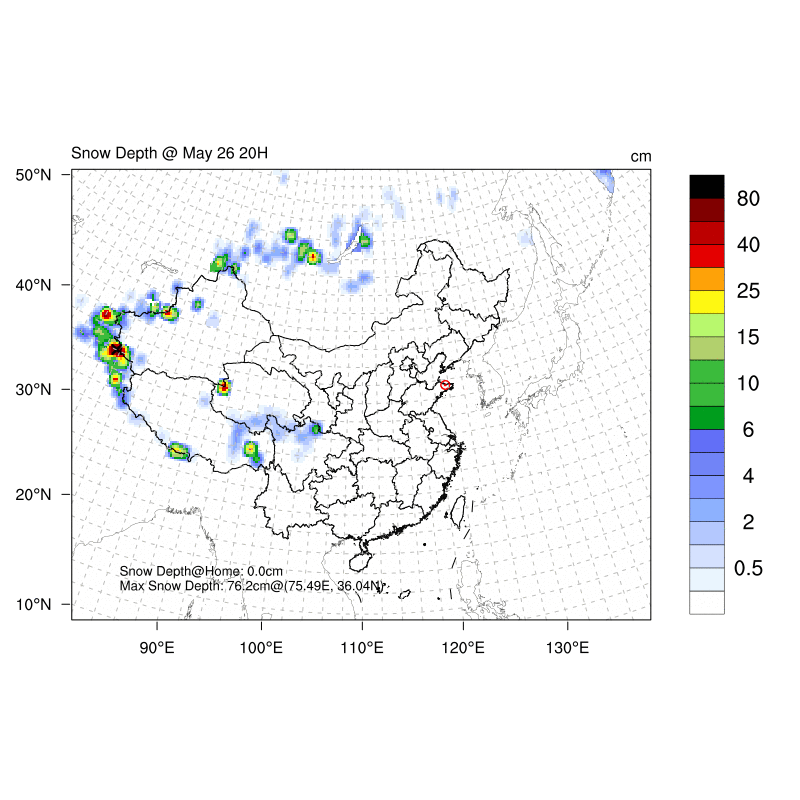 Snow Depth @ May 26 20H
cm
50°N
40°N
30°N
20°N
10°N
90°E 100°E 110°E 120°E 130°E
80
40
25
15
10
6
4
2
0.5
Snow Depth@Home: 0.0cm
Max Snow Depth: 76.2cm@(75.49E, 36.04N)